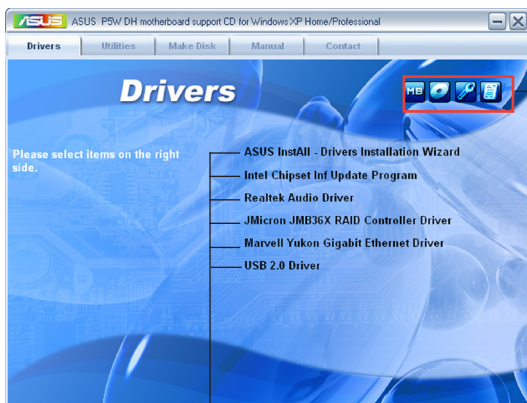 ASUS ASUS P5W DH motherboard support CD for Windows XP Home/Professional
Drivers Utilities Make Disk Manual Contact
Drivers
MB
Please select items on the right
side.
ASUS InstAll - Drivers Installation Wizard
Intel Chipset Inf Update Program
Realtek Audio Driver
JMicron JMB36X RAID Controller Driver
Marvell Yukon Gigabit Ethernet Driver
USB 2.0 Driver